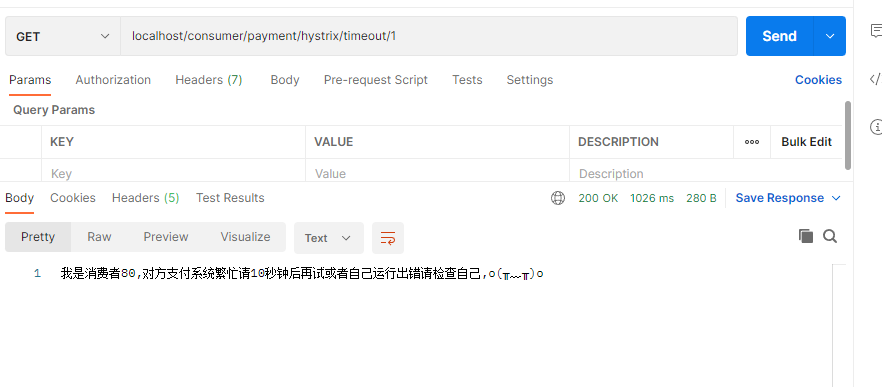 GET localhost/consumer/payment/hystrix/timeout/1 Send
Params Authorization Headers (7) Body Pre-request Script Tests Settings Cookies
Query Params
KEY VALUE DESCRIPTION ooo Bulk Edit
Key Value Description
Body Cookies Headers (5) Test Results 200 OK 1026 ms 280 B Save Response
Pretty Raw Preview Visualize Text
1 我是消费者80,对方支付系统繁忙请10秒钟后再试或者自己运行出错请检查自己,o(╥﹏╥)o